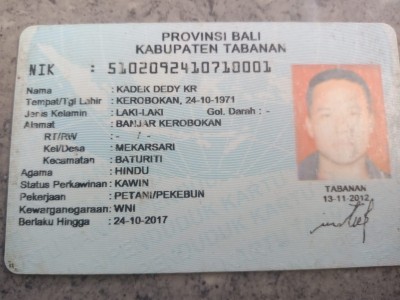 PROVINSI BALI
KABUPATEN TABANAN
NIK : 5102092410710001
Nama : KADEK DEDY KR
Tempat/Tgl Lahir : KEROBOKAN, 24-10-1971
Jenis Kelamin : LAKI-LAKI Gol. Darah : -
Alamat : BANJAR KEROBOKAN
RT/RW : - / -
Kel/Desa : MEKARSARI
Kecamatan : BATURITI
Agama : HINDU
Status Perkawinan : KAWIN
Pekerjaan : PETANI/PEKEBUN
Kewarganegaraan : WNI
Berlaku Hingga : 24-10-2017
TABANAN
13-11-2012